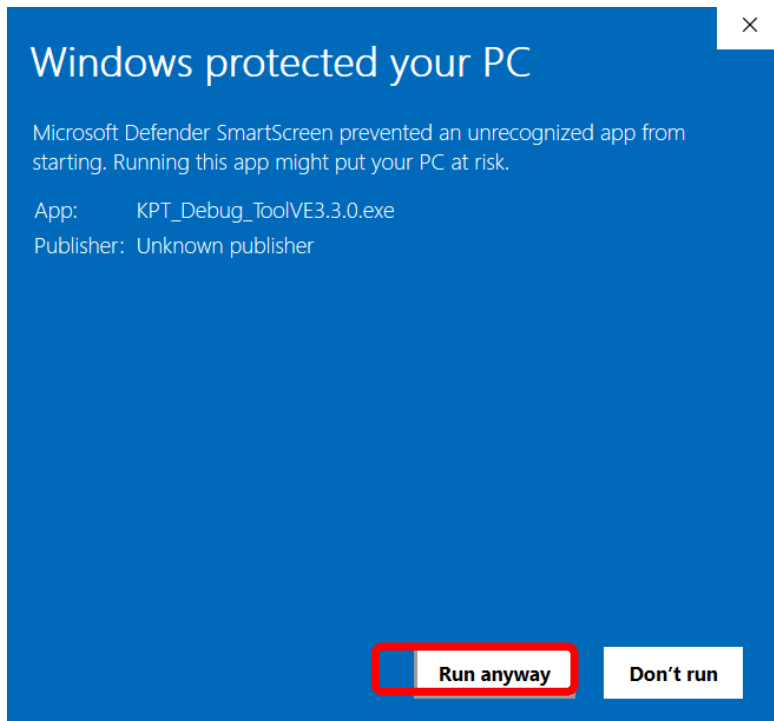 Windows protected your PC
Microsoft Defender SmartScreen prevented an unrecognized app from
starting. Running this app might put your PC at risk.
App: KPT_Debug_ToolVE3.3.0.exe
Publisher: Unknown publisher
Run anyway Don't run